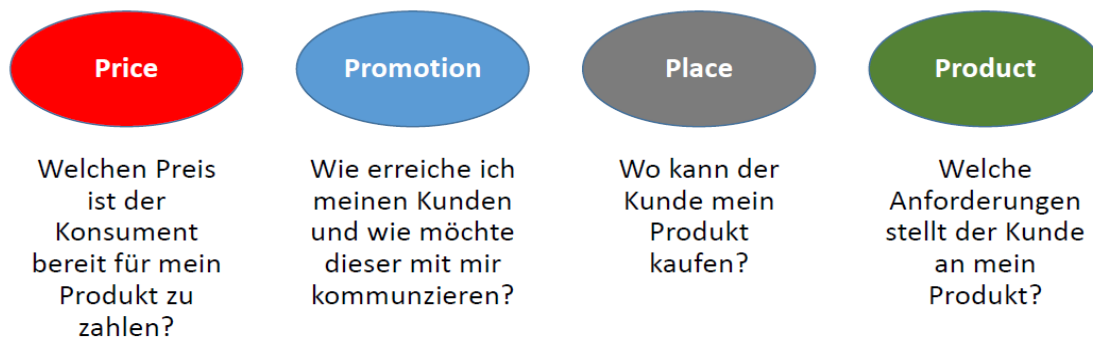 Price
Promotion
Place
Product
Welchen Preis
ist der
Konsument
bereit für mein
Produkt zu
zahlen?
Wie erreiche ich
meinen Kunden
und wie möchte
dieser mit mir
kommunzieren?
Wo kann der
Kunde mein
Produkt
kaufen?
Welche
Anforderungen
stellt der Kunde
an mein
Produkt?